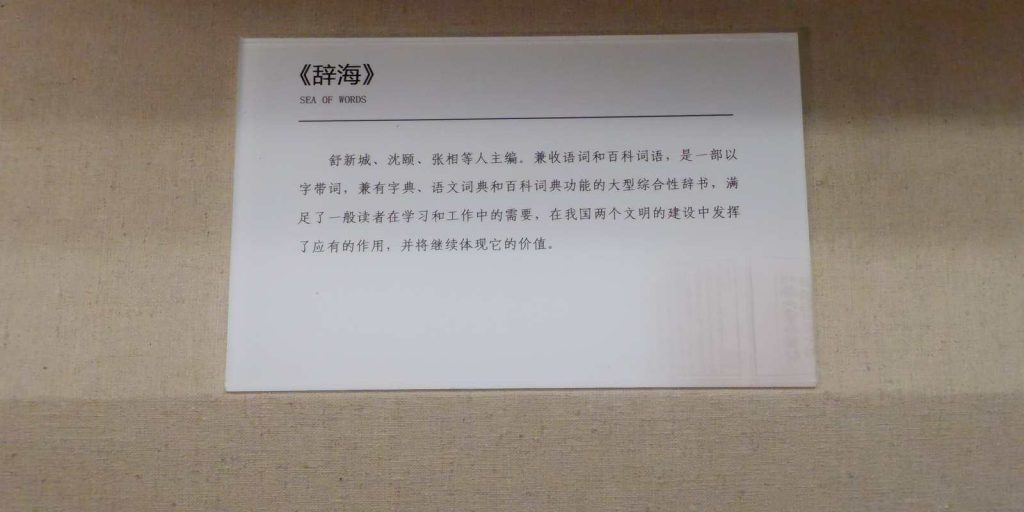 《辞海》
SEA OF WORDS
舒新城、沈颐、张相等人主编。兼收语词和百科词语，是一部以
字带词，兼有字典、语文词典和百科词典功能的大型综合性辞书，满
足了一般读者在学习和工作中的需要，在我国两个文明的建设中发挥
了应有的作用，并将继续体现它的价值。